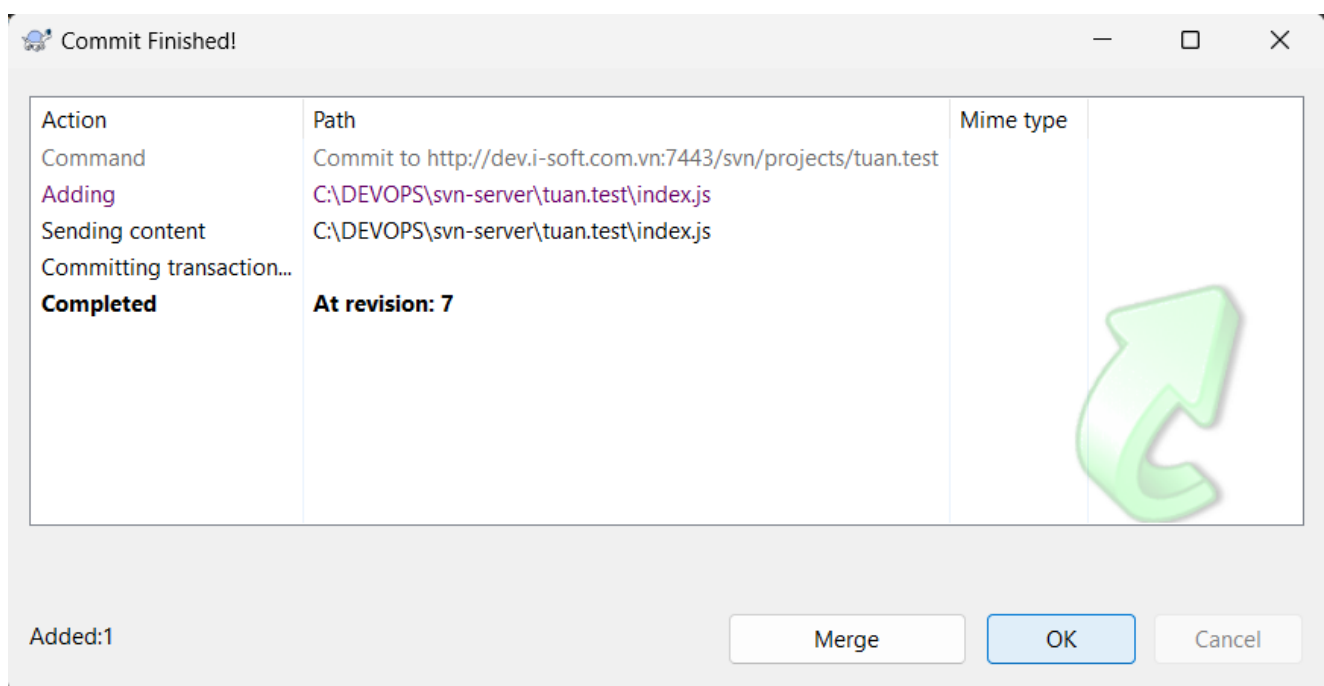 Commit Finished!
Action Path Mime type
Command Commit to http://dev.i-soft.com.vn:7443/svn/projects/tuan.test
Adding C:\DEVOPS\svn-server\tuan.test\index.js
Sending content C:\DEVOPS\svn-server\tuan.test\index.js
Committing transaction...
Completed At revision: 7
Added:1 Merge OK Cancel